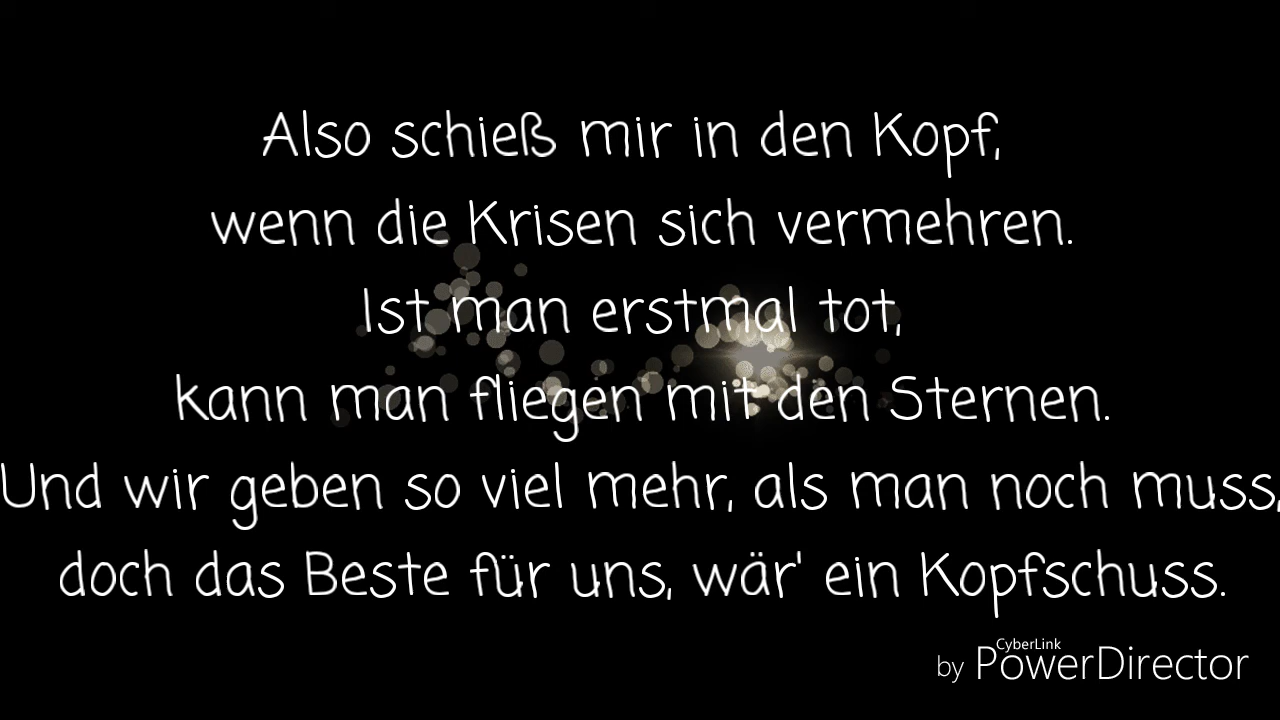 Also schieß mir in den Kopf,
wenn die Krisen sich vermehren.
Ist man erstmal tot,
kann man fliegen mit den Sternen.
Und wir geben so viel mehr, als man noch muss,
doch das Beste für uns, wär' ein Kopfschuss.
CyberLink
by PowerDirector